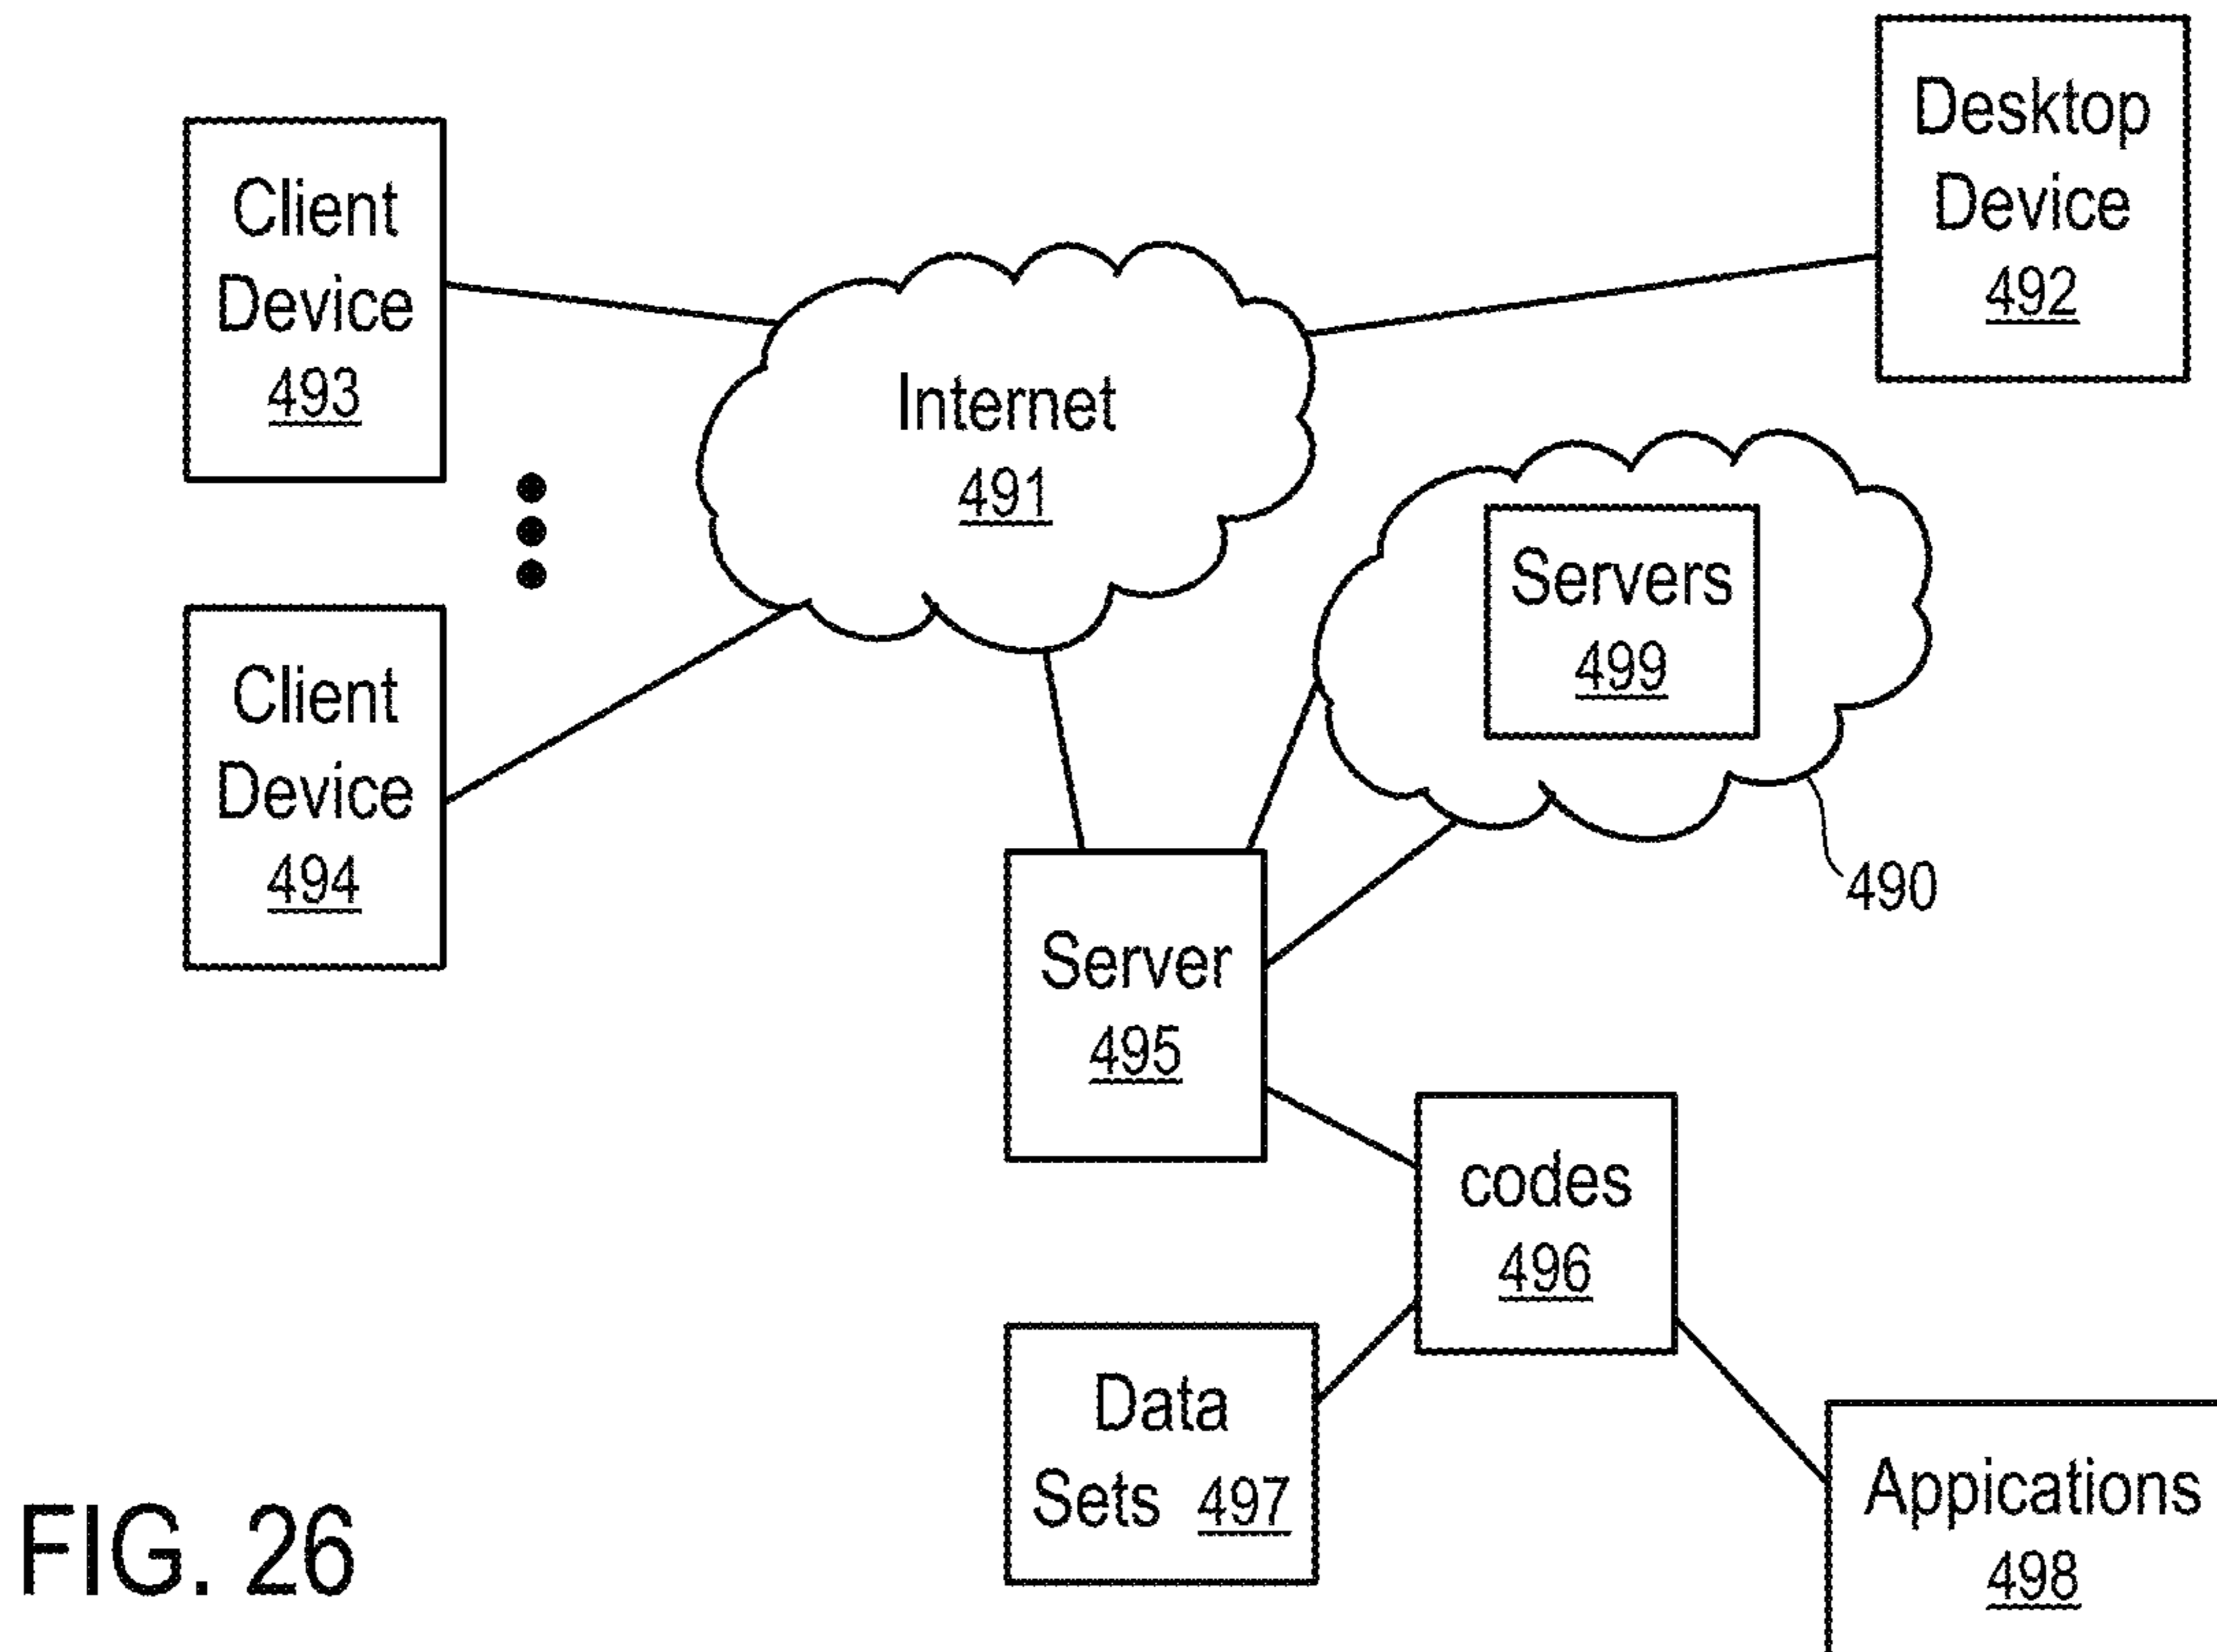 Client
Device
493
Desktop
Device
492
Internet
491
Servers
499
Client
Device
494
490
Server
495
codes
496
Data
Sets 497
Appications
498
FIG. 26